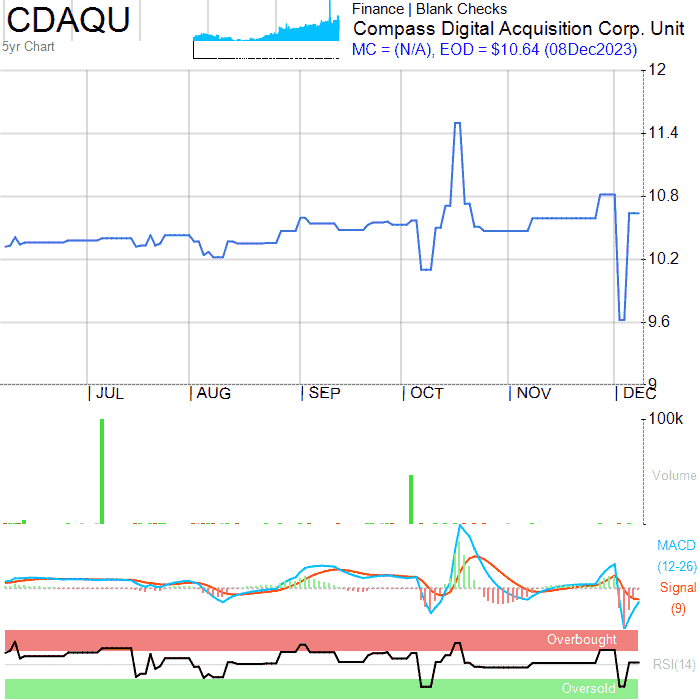 CDAQU
5yr Chart
Finance | Blank Checks
Compass Digital Acquisition Corp. Unit
MC = (N/A), EOD = $10.64 (08Dec2023)
12
11.4
10.8
10.2
9.6
9
JUL AUG SEP OCT NOV DEC
100k
Volume
MACD
(12-26)
Signal
(9)
Overbought
RSI(14)
Oversold